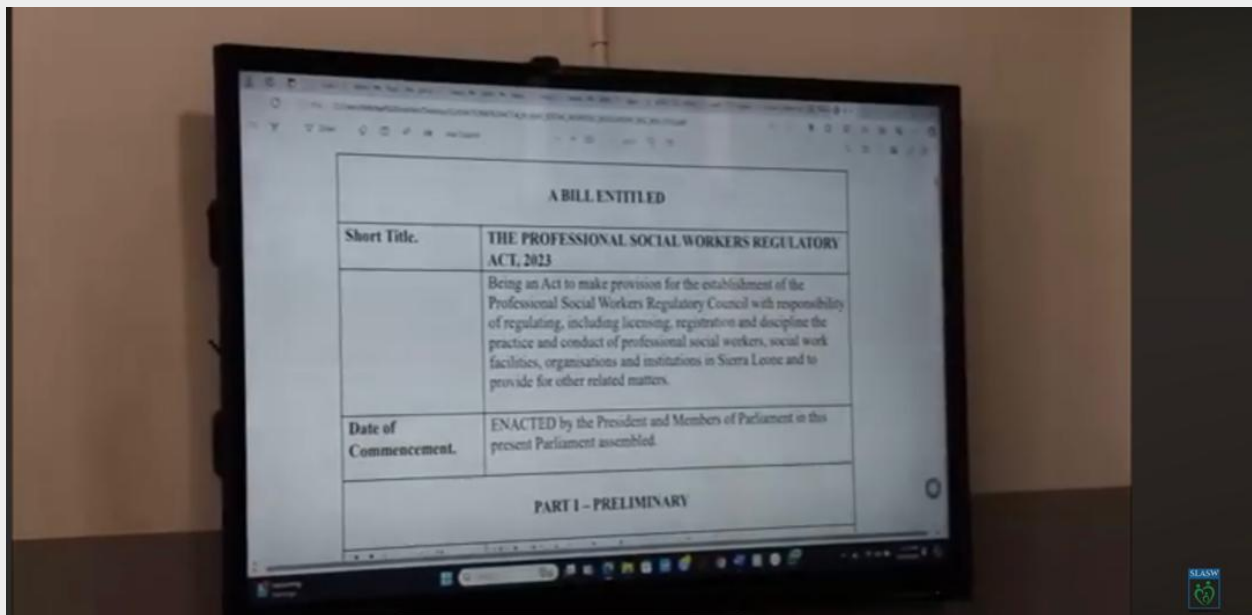 A BILL ENTITLED
Short Title.
THE PROFESSIONAL SOCIAL WORKERS REGULATORY
ACT, 2023
Being an Act to make provision for the establishment of the
Professional Social Workers Regulatory Council with responsibility
of regulating, including licensing, registration and discipline the
practice and conduct of professional social workers, social work
facilities, organisations and institutions in Sierra Leone and to
provide for other related matters.
Date of
Commencement.
ENACTED by the President and Members of Parliament in this
present Parliament assembled.
PART I – PRELIMINARY
SLASW